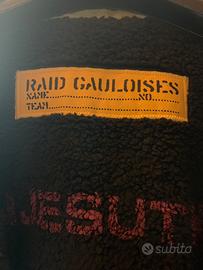 RAID GAULOISES
NAME..........................NO..........
TEAM.......................................
JESUT
subito